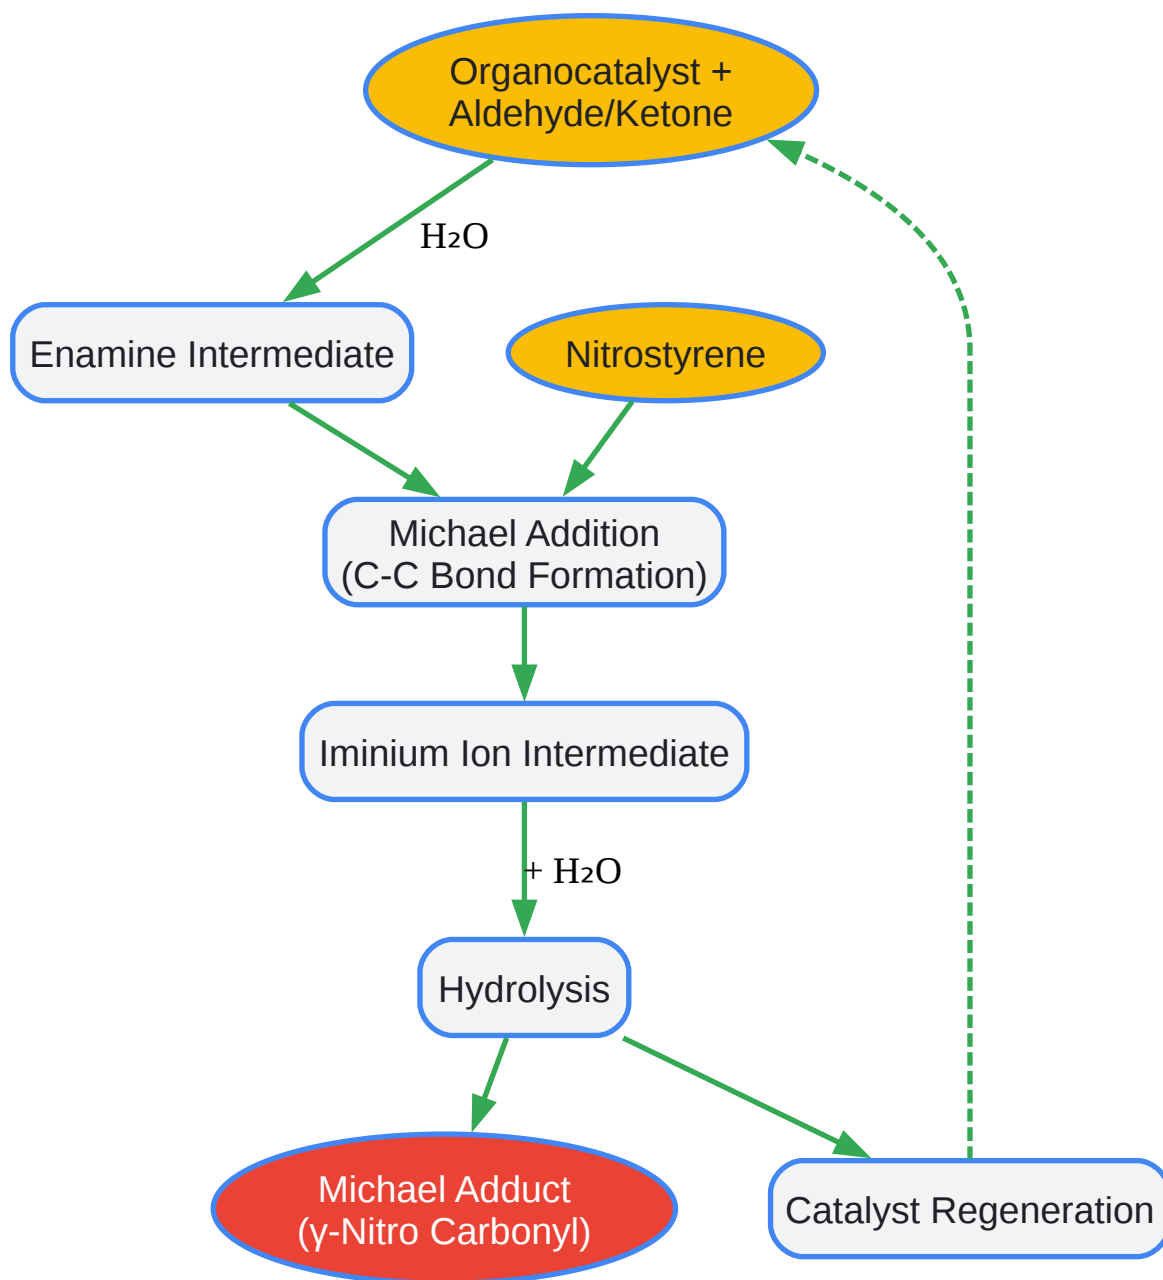 Organocatalyst +
Aldehyde/Ketone
H₂O
Enamine Intermediate
Nitrostyrene
Michael Addition
(C-C Bond Formation)
Iminium Ion Intermediate
+ H₂O
Hydrolysis
Michael Adduct
(γ-Nitro Carbonyl)
Catalyst Regeneration